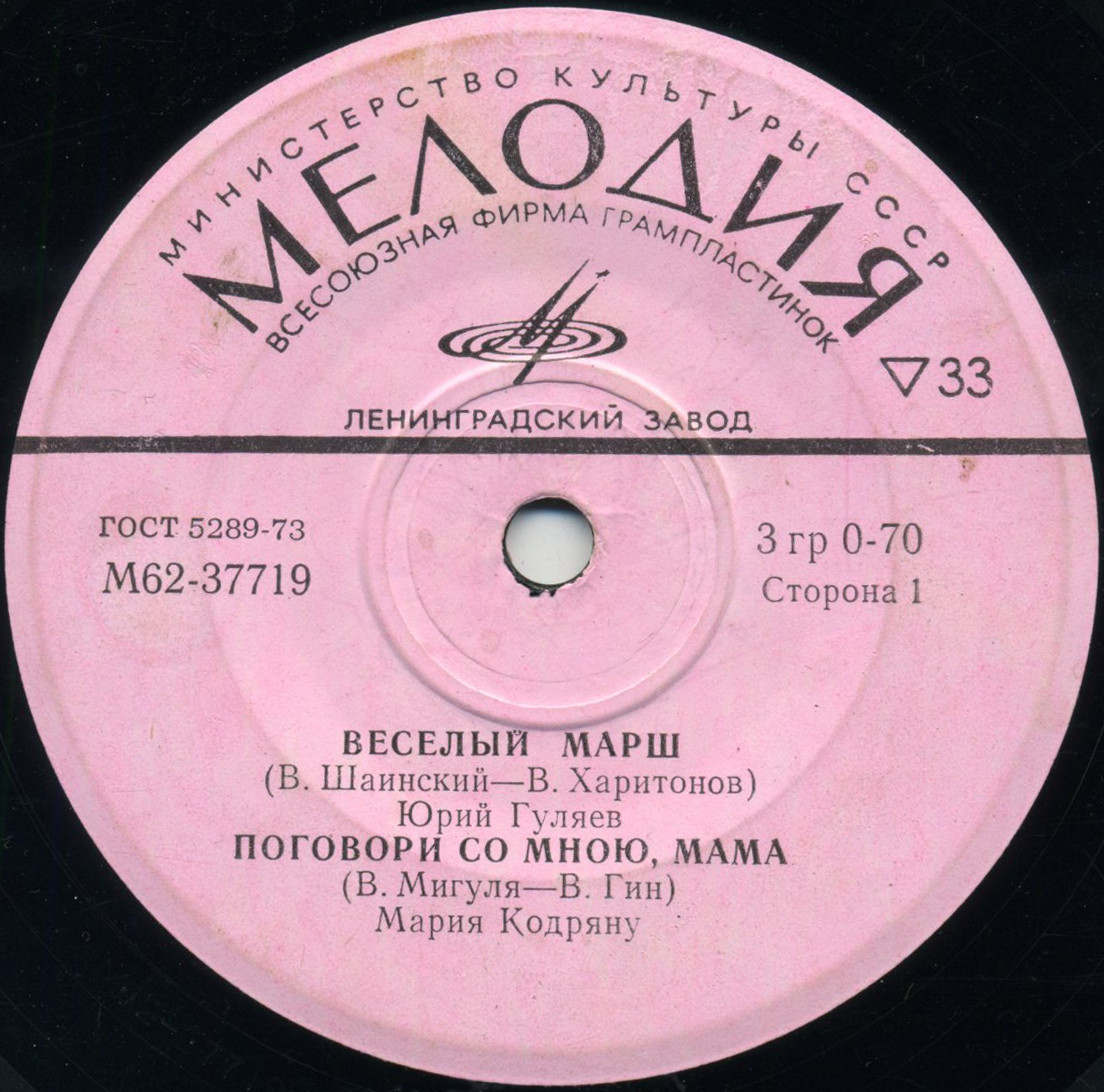 МИНИСТЕРСТВО КУЛЬТУРЫ СССР
МЕЛОДИЯ
ВСЕСОЮЗНАЯ ФИРМА ГРАМПЛАСТИНОК
33
ЛЕНИНГРАДСКИЙ ЗАВОД
ГОСТ 5289-73
М62-37719
3 гр 0-70
Сторона 1
ВЕСЕЛЫЙ МАРШ
(В. Шаинский—В. Харитонов)
Юрий Гуляев
ПОГОВОРИ СО МНОЮ, МАМА
(В. Мигуля—В. Гин)
Мария Кодряну